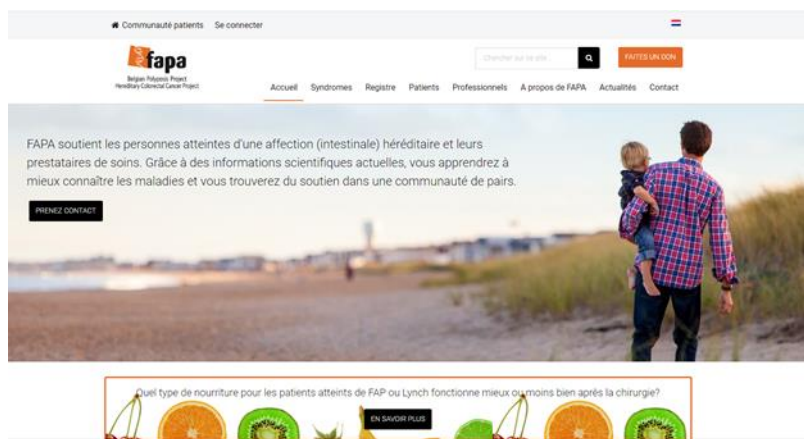 Communauté patients Se connecter
fapa
Belgian Polyposis Project
Hereditary Colorectal Cancer Project
Chercher sur ce site...
FAITES UN DON
Accueil Syndromes Registre Patients Professionnels A propos de FAPA Actualités Contact
FAPA soutient les personnes atteintes d'une affection (intestinale) héréditaire et leurs
prestataires de soins. Grâce à des informations scientifiques actuelles, vous apprendrez à
mieux connaître les maladies et vous trouverez du soutien dans une communauté de pairs.
PRENEZ CONTACT
Quel type de nourriture pour les patients atteints de FAP ou Lynch fonctionne mieux ou moins bien après la chirurgie?
EN SAVOIR PLUS